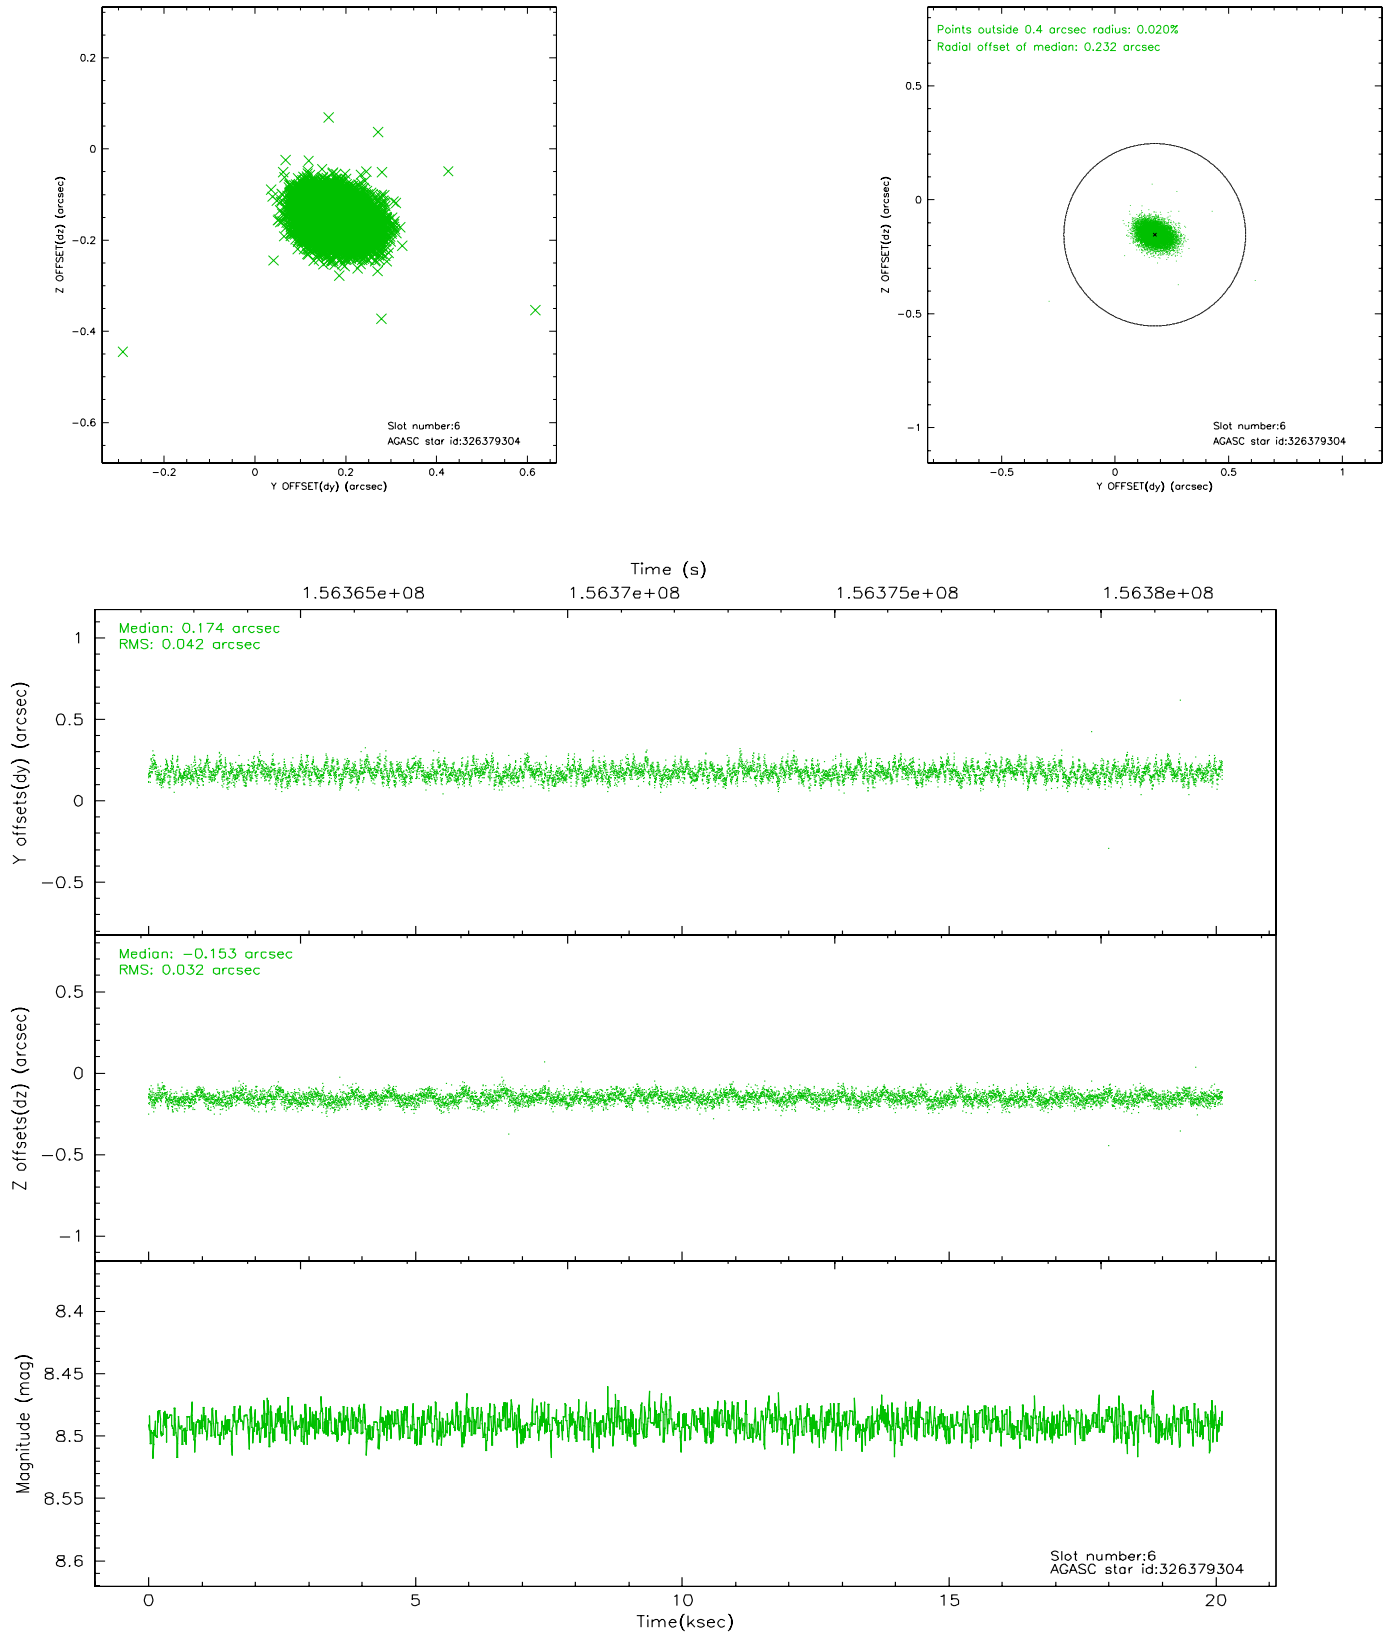 0.2
0
−0.2
−0.4
−0.6
Z OFFSET(dz) (arcsec)
Slot number:6
AGASC star id:326379304
−0.2 0 0.2 0.4 0.6
Y OFFSET(dy) (arcsec)
Points outside 0.4 arcsec radius: 0.020%
Radial offset of median: 0.232 arcsec
0.5
0
−0.5
−1
Z OFFSET(dz) (arcsec)
Slot number:6
AGASC star id:326379304
−0.5 0 0.5 1
Y OFFSET(dy) (arcsec)
Time (s)
1.56365e+08 1.5637e+08 1.56375e+08 1.5638e+08
Median: 0.174 arcsec
RMS: 0.042 arcsec
1
0.5
0
−0.5
Y offsets(dy) (arcsec)
Median: −0.153 arcsec
RMS: 0.032 arcsec
0.5
0
−0.5
−1
Z offsets(dz) (arcsec)
8.4
8.45
8.5
8.55
8.6
Magnitude (mag)
Slot number:6
AGASC star id:326379304
0 5 10 15 20
Time(ksec)